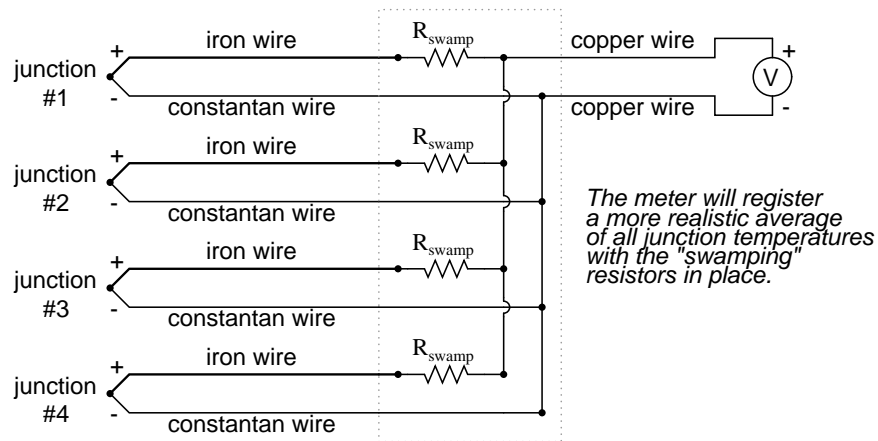 R_swamp
iron wire
copper wire
+
+
junction
#1
V
-
-
constantan wire
copper wire
R_swamp
iron wire
+
junction
#2
-
constantan wire
The meter will register
a more realistic average
of all junction temperatures
with the "swamping"
resistors in place.
R_swamp
iron wire
+
junction
#3
-
constantan wire
R_swamp
iron wire
+
junction
#4
-
constantan wire